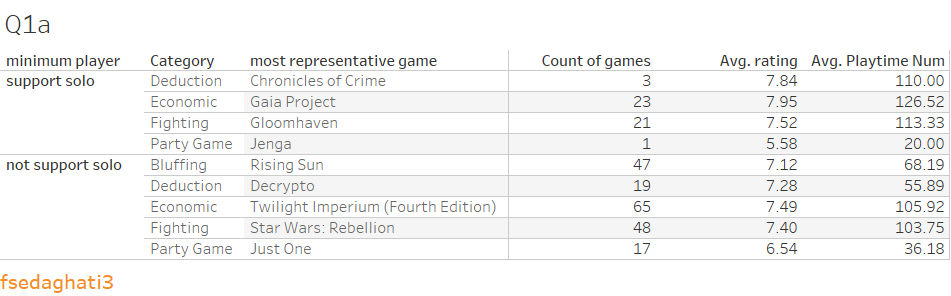 Q1a
minimum player Category most representative game Count of games Avg. rating Avg. Playtime Num
support solo Deduction Chronicles of Crime 3 7.84 110.00
Economic Gaia Project 23 7.95 126.52
Fighting Gloomhaven 21 7.52 113.33
Party Game Jenga 1 5.58 20.00
not support solo Bluffing Rising Sun 47 7.12 68.19
Deduction Decrypto 19 7.28 55.89
Economic Twilight Imperium (Fourth Edition) 65 7.49 105.92
Fighting Star Wars: Rebellion 48 7.40 103.75
Party Game Just One 17 6.54 36.18
fsedaghati3